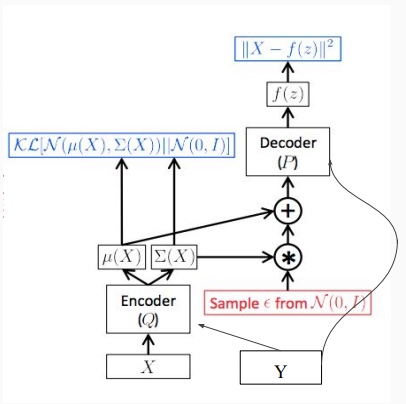 ‖X − f(z)‖²
f(z)
𝒦ℒ[𝒩(μ(X), Σ(X))||𝒩(0, I)]
Decoder
(P)
+
μ(X) Σ(X)
*
Encoder
(Q)
Sample ϵ from 𝒩(0, I)
X
Y